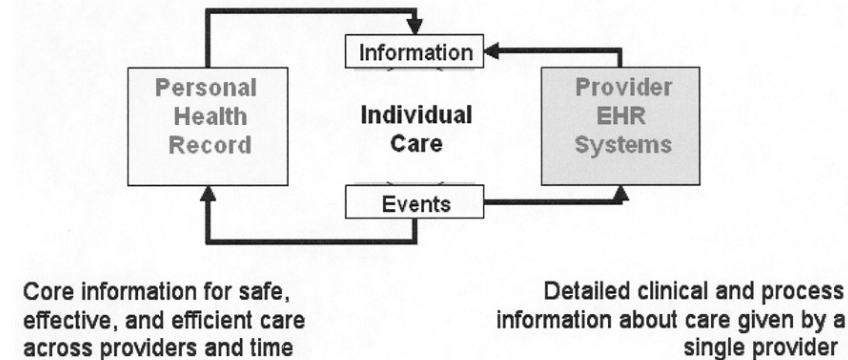 Information
Personal
Health
Record
Individual
Care
Provider
EHR
Systems
Events
Core information for safe,
effective, and efficient care
across providers and time
Detailed clinical and process
information about care given by a
single provider